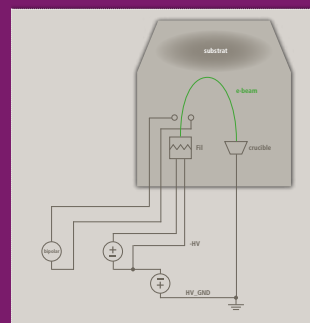 substrat
e-beam
Fil
crucible
-HV
Bipolar
+
−
−
+
HV_GND